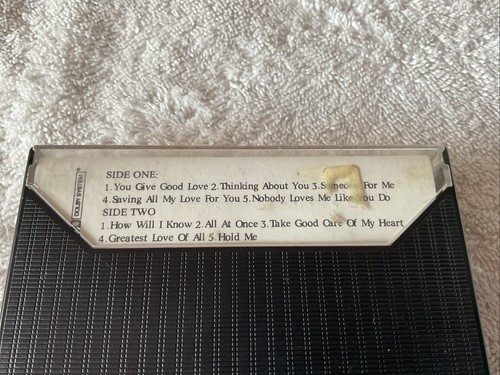 DOLBY SYSTEM
SIDE ONE:
1.You Give Good Love 2.Thinking About You 3.Someone For Me
4.Saving All My Love For You 5.Nobody Loves Me Like You Do
SIDE TWO
1.How Will I Know 2.All At Once 3.Take Good Care Of My Heart
4.Greatest Love Of All 5.Hold Me